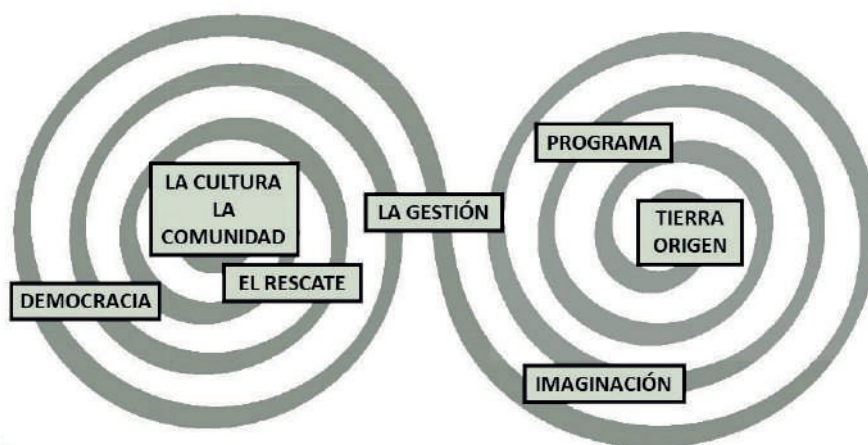 PROGRAMA
LA CULTURA
LA
COMUNIDAD
LA GESTIÓN
TIERRA
ORIGEN
EL RESCATE
DEMOCRACIA
IMAGINACIÓN